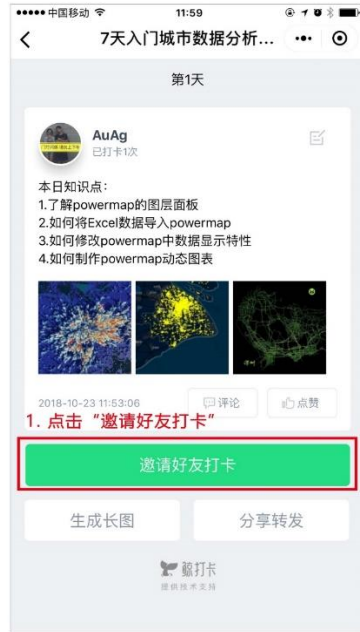 中国移动
11:59
7天入门城市数据分析...
第1天
AuAg
已打卡1次
本日知识点：
1.了解powermap的图层面板
2.如何将Excel数据导入powermap
3.如何修改powermap中数据显示特性
4.如何制作powermap动态图表
2018-10-23 11:53:06
评论
点赞
1. 点击“邀请好友打卡”
邀请好友打卡
生成长图
分享转发
鲸打卡
提供技术支持